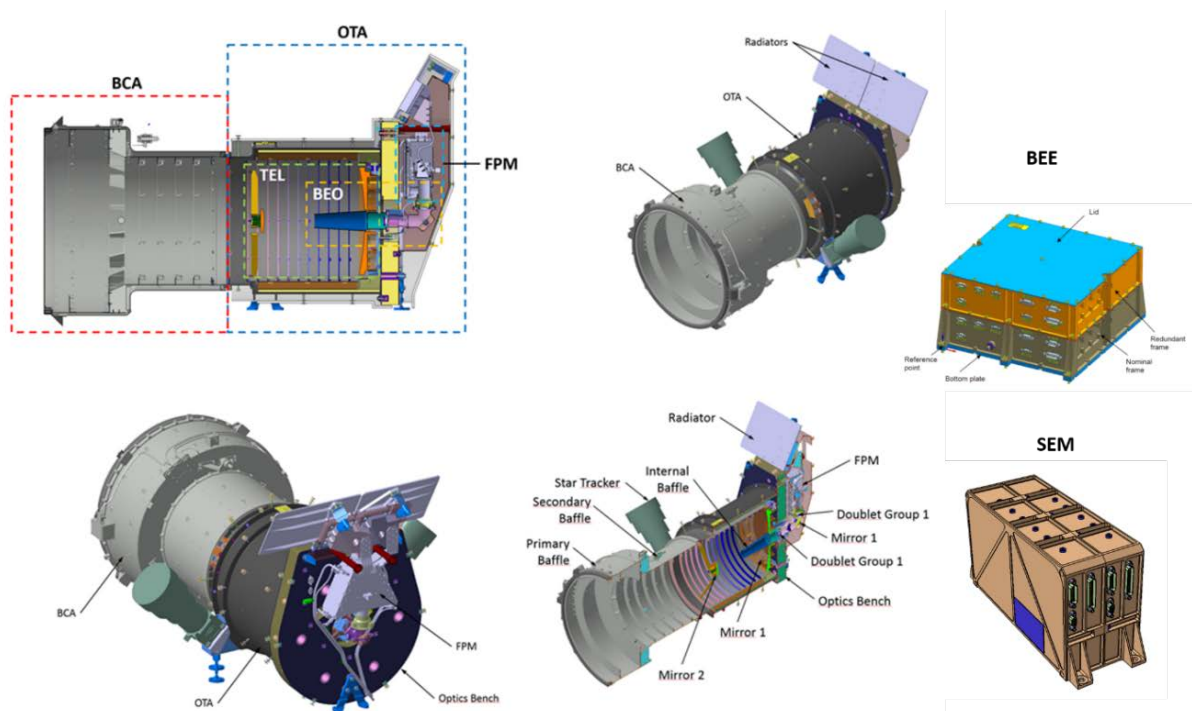 OTA
BCA
FPM
TEL
BEO
Radiators
OTA
BCA
BEE
Lid
Redundant
frame
Nominal
frame
Reference
point
Bottom plate
BCA
OTA
FPM
Optics Bench
Radiator
Internal
Baffle
FPM
Star Tracker
Secondary
Baffle
Doublet Group 1
Mirror 1
Primary
Baffle
Doublet Group 1
Optics Bench
Mirror 1
Mirror 2
SEM